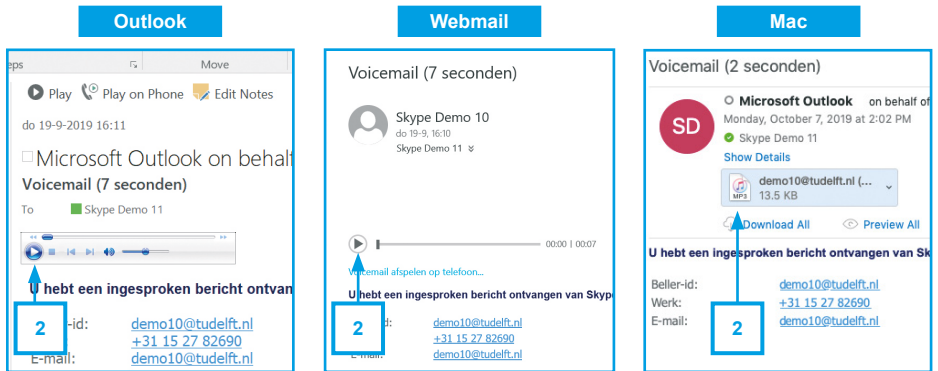 Outlook
eps Move
Play Play on Phone Edit Notes
do 19-9-2019 16:11
Microsoft Outlook on behalf
Voicemail (7 seconden)
To Skype Demo 11
U hebt een ingesproken bericht ontvan
2
-id: demo10@tudelft.nl
+31 15 27 82690
E-mail: demo10@tudelft.nl
Webmail
Voicemail (7 seconden)
Skype Demo 10
do 19-9, 16:10
Skype Demo 11
00:00 | 00:07
Voicemail afspelen op telefoon...
U hebt een ingesproken bericht ontvangen van Skype
2
d: demo10@tudelft.nl
+31 15 27 82690
E-mail: demo10@tudelft.nl
Mac
Voicemail (2 seconden)
SD
Microsoft Outlook on behalf of
Monday, October 7, 2019 at 2:02 PM
Skype Demo 11
Show Details
demo10@tudelft.nl (...
MP3 13.5 KB
Download All Preview All
U hebt een ingesproken bericht ontvangen van Sk
Beller-id: demo10@tudelft.nl
Werk: +31 15 27 82690
E-mail: demo10@tudelft.nl
2